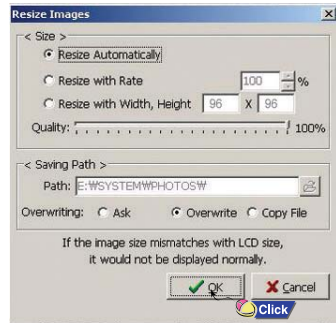 Resize Images
< Size >
Resize Automatically
Resize with Rate 100 %
Resize with Width, Height 96 X 96
Quality: 100%
< Saving Path >
Path: E:₩SYSTEM₩PHOTOS₩
Overwriting: Ask Overwrite Copy File
If the image size mismatches with LCD size,
it would not be displayed normally.
OK Cancel
Click